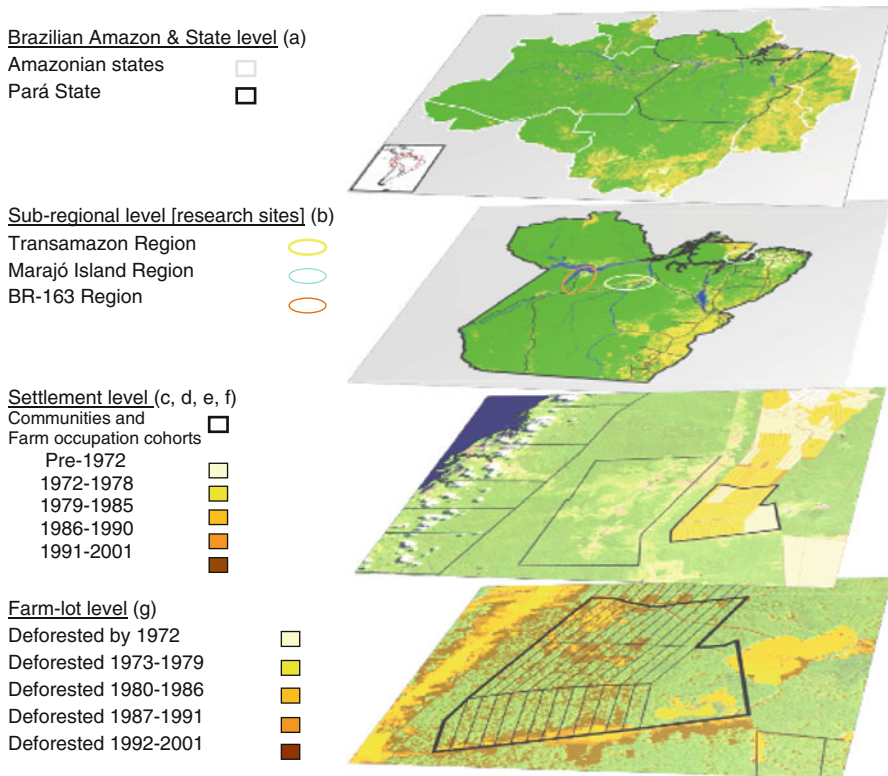 Brazilian Amazon & State level (a)
Amazonian states
Pará State
Sub-regional level [research sites] (b)
Transamazon Region
Marajó Island Region
BR-163 Region
Settlement level (c, d, e, f)
Communities and
Farm occupation cohorts
Pre-1972
1972-1978
1979-1985
1986-1990
1991-2001
Farm-lot level (g)
Deforested by 1972
Deforested 1973-1979
Deforested 1980-1986
Deforested 1987-1991
Deforested 1992-2001